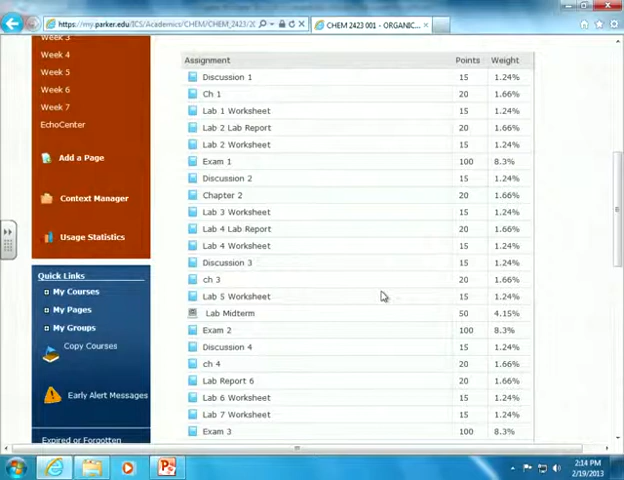 https://my.parker.edu/ICS/Academics/CHEM/CHEM_2423/2
CHEM 2423 001 - ORGANIC...
Week 3
Week 4
Week 5
Week 6
Week 7
EchoCenter
Add a Page
Context Manager
Usage Statistics
Quick Links
My Courses
My Pages
My Groups
Copy Courses
Early Alert Messages
Expired or Forgotten
Assignment Points Weight
Discussion 1 15 1.24%
Ch 1 20 1.66%
Lab 1 Worksheet 15 1.24%
Lab 2 Lab Report 20 1.66%
Lab 2 Worksheet 15 1.24%
Exam 1 100 8.3%
Discussion 2 15 1.24%
Chapter 2 20 1.66%
Lab 3 Worksheet 15 1.24%
Lab 4 Lab Report 20 1.66%
Lab 4 Worksheet 15 1.24%
Discussion 3 15 1.24%
ch 3 20 1.66%
Lab 5 Worksheet 15 1.24%
Lab Midterm 50 4.15%
Exam 2 100 8.3%
Discussion 4 15 1.24%
ch 4 20 1.66%
Lab Report 6 20 1.66%
Lab 6 Worksheet 15 1.24%
Lab 7 Worksheet 15 1.24%
Exam 3 100 8.3%
2:14 PM
2/19/2013